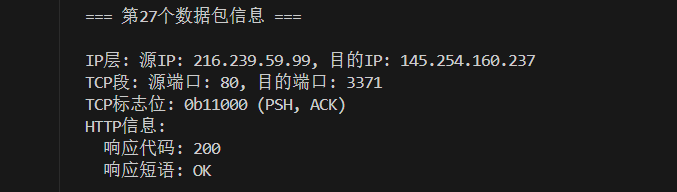 === 第27个数据包信息 ===
IP层: 源IP: 216.239.59.99, 目的IP: 145.254.160.237
TCP段: 源端口: 80, 目的端口: 3371
TCP标志位: 0b11000 (PSH, ACK)
HTTP信息:
响应代码: 200
响应短语: OK